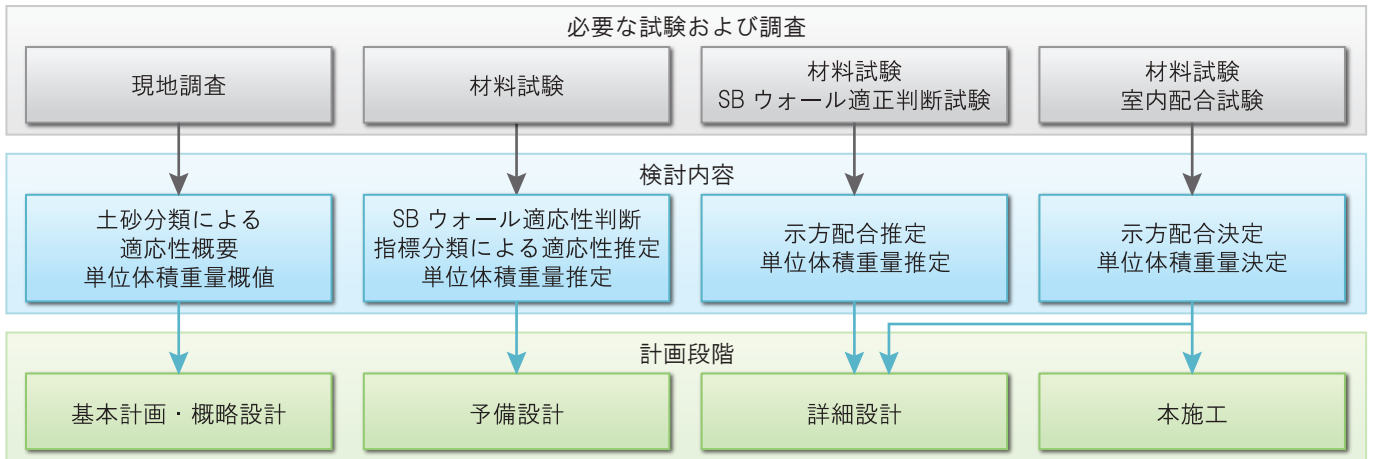 必要な試験および調査
現地調査
材料試験
材料試験
SB ウォール適正判断試験
材料試験
室内配合試験
検討内容
土砂分類による
適応性概要
単位体積重量概値
SB ウォール適応性判断
指標分類による適応性推定
単位体積重量推定
示方配合推定
単位体積重量推定
示方配合決定
単位体積重量決定
計画段階
基本計画・概略設計
予備設計
詳細設計
本施工